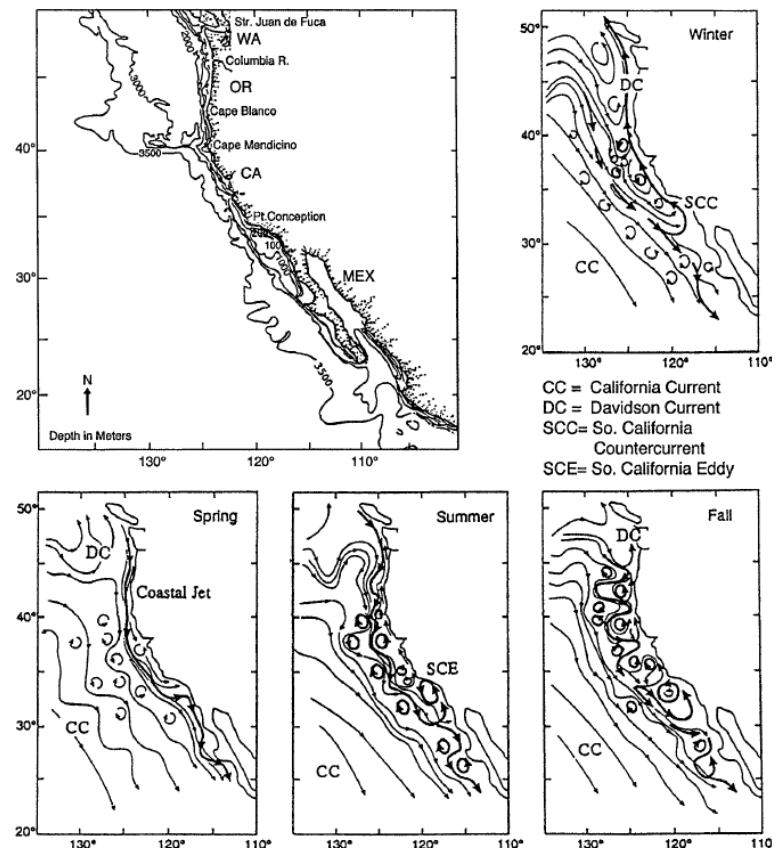 Str. Juan de Fuca
WA
Columbia R.
OR
Cape Blanco
Cape Mendicino
CA
Pt. Conception
MEX
2000
3000
3500
200
100
1000
3500
N
Depth in Meters
40°
30°
20°
130°
120°
110°
Winter
DC
SCC
CC
50°
40°
30°
20°
130°
120°
110°
CC = California Current
DC = Davidson Current
SCC = So. California
Countercurrent
SCE= So. California Eddy
Spring
DC
Coastal Jet
CC
50°
40°
30°
20°
130°
120°
110°
Summer
SCE
CC
130°
120°
110°
Fall
DC
CC
130°
120°
110°